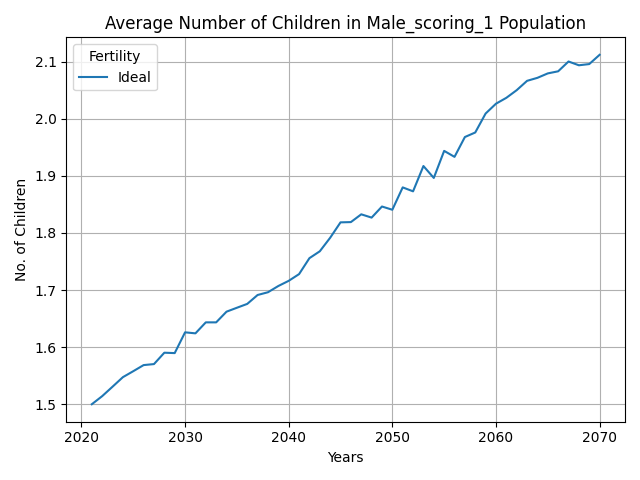 Average Number of Children in Male_scoring_1 Population
Fertility
Ideal
No. of Children
2.1
2.0
1.9
1.8
1.7
1.6
1.5
2020 2030 2040 2050 2060 2070
Years